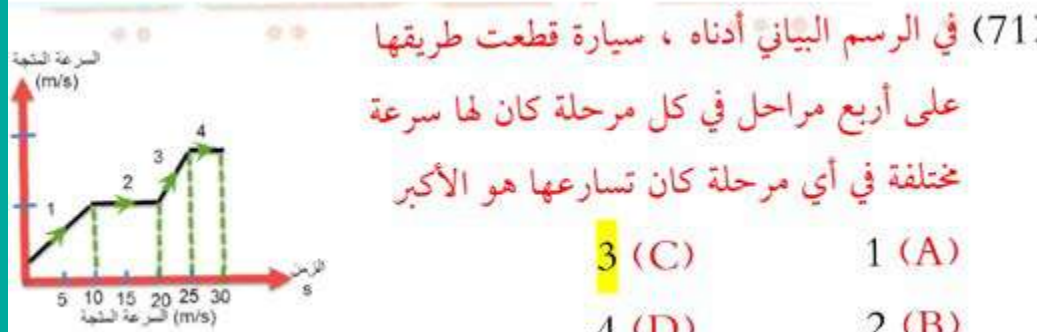 71) في الرسم البياني أدناه ، سيارة قطعت طريقها
على أربع مراحل في كل مرحلة كان لها سرعة
مختلفة في أي مرحلة كان تسارعها هو الأكبر
1 (A)
3 (C)
2 (B)
4 (D)
السرعة المتجهة
(m/s)
4
3
2
1
الزمن
s
5 10 15 20 25 30
السرعة المتجهة (m/s)